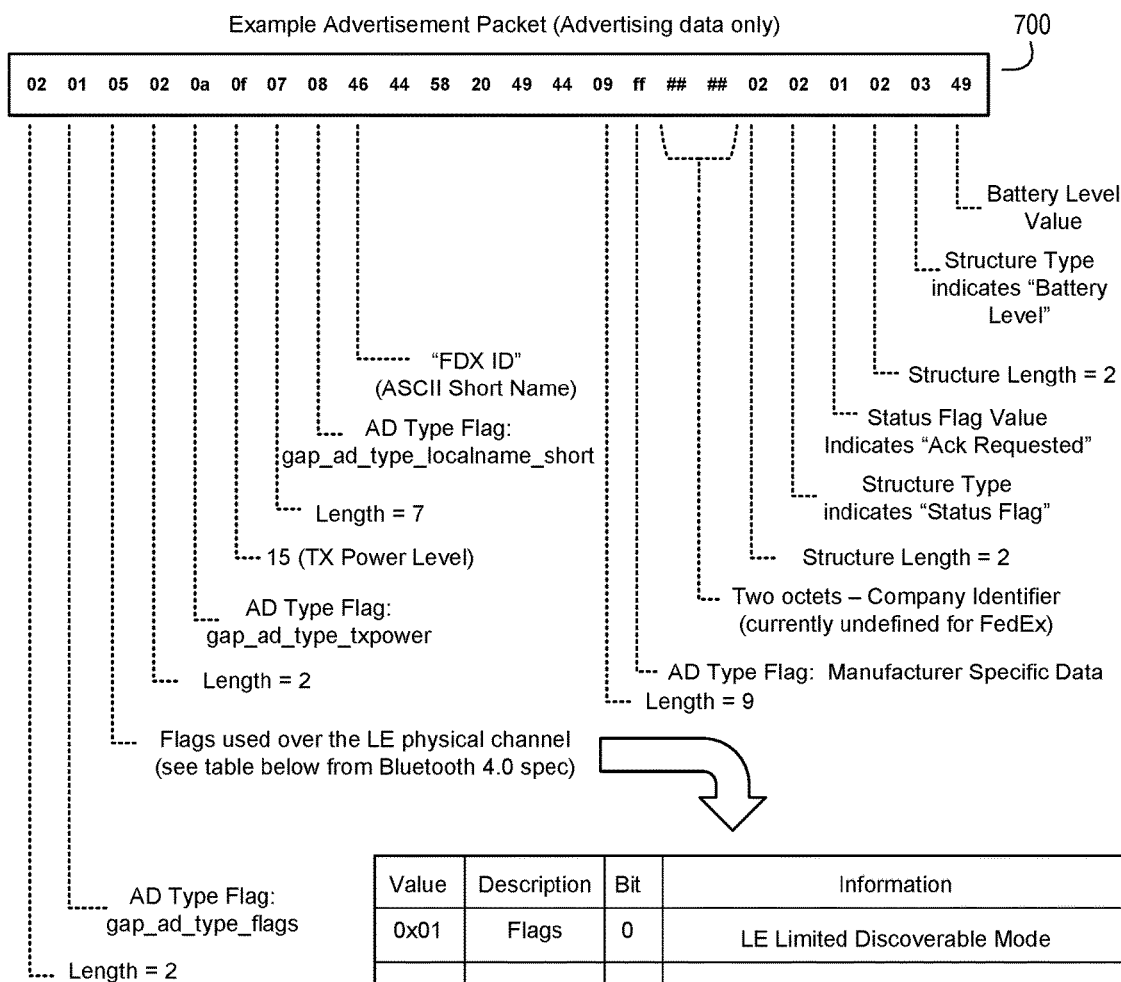 Example Advertisement Packet (Advertising data only)
700
02 01 05 02 0a 0f 07 08 46 44 58 20 49 44 09 ff ## ## 02 02 01 02 03 49
Battery Level
Value
Structure Type
indicates “Battery
Level”
Structure Length = 2
Status Flag Value
Indicates “Ack Requested”
Structure Type
indicates “Status Flag”
Structure Length = 2
Two octets – Company Identifier
(currently undefined for FedEx)
AD Type Flag: Manufacturer Specific Data
Length = 9
“FDX ID”
(ASCII Short Name)
AD Type Flag:
gap_ad_type_localname_short
Length = 7
15 (TX Power Level)
AD Type Flag:
gap_ad_type_txpower
Length = 2
Flags used over the LE physical channel
(see table below from Bluetooth 4.0 spec)
AD Type Flag:
gap_ad_type_flags
Length = 2
Value Description Bit Information
0x01 Flags 0 LE Limited Discoverable Mode